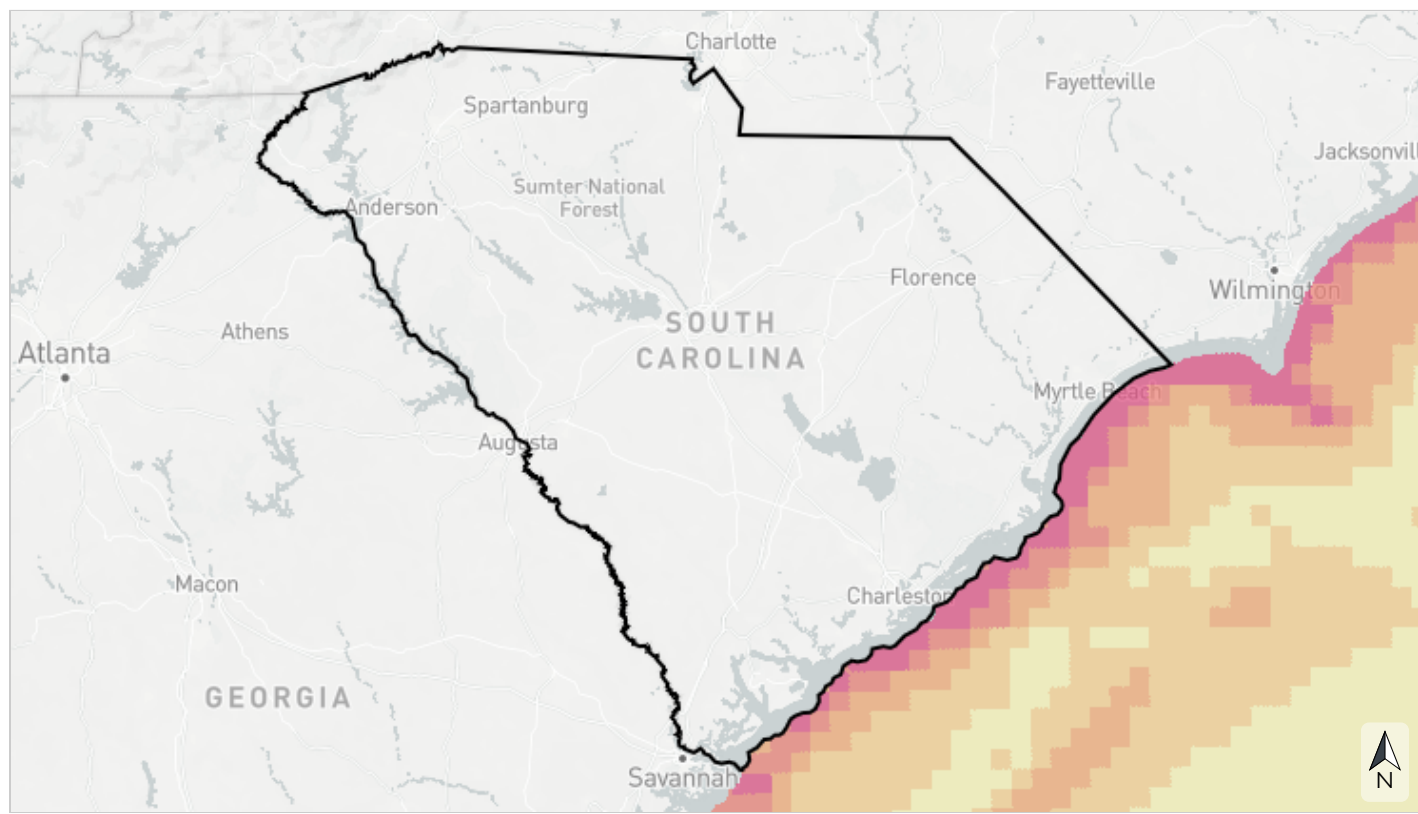 Charlotte
Fayetteville
Spartanburg
Jacksonvill
Sumter National
Forest
Anderson
Florence
Wilmington
SOUTH
CAROLINA
Athens
Atlanta
Myrtle Beach
Augusta
Macon
Charleston
GEORGIA
Savannah
N